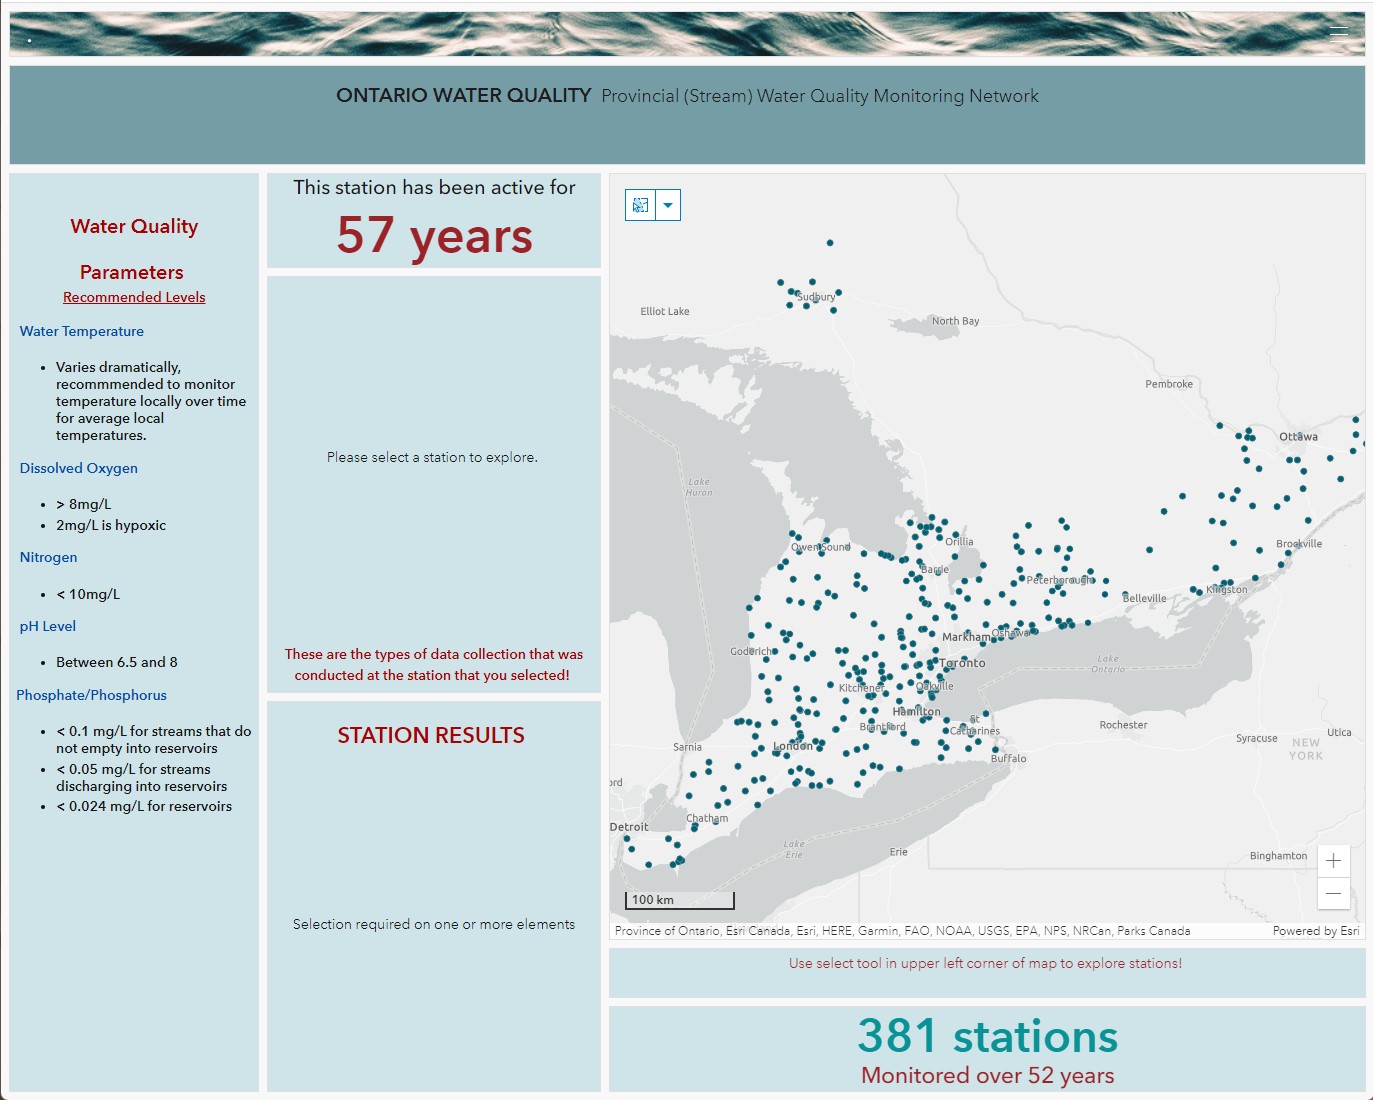 ONTARIO WATER QUALITY Provincial (Stream) Water Quality Monitoring Network
Water Quality
Parameters
Recommended Levels
Water Temperature
• Varies dramatically,
recommmended to monitor
temperature locally over time
for average local
temperatures.
Dissolved Oxygen
• > 8mg/L
• 2mg/L is hypoxic
Nitrogen
• < 10mg/L
pH Level
• Between 6.5 and 8
Phosphate/Phosphorus
• < 0.1 mg/L for streams that do
not empty into reservoirs
• < 0.05 mg/L for streams
discharging into reservoirs
• < 0.024 mg/L for reservoirs
This station has been active for
57 years
Please select a station to explore.
These are the types of data collection that was
conducted at the station that you selected!
STATION RESULTS
Selection required on one or more elements
Sudbury
Elliot Lake
North Bay
Pembroke
Ottawa
Lake
Huron
Owen Sound
Orillia
Brockville
Barrie
Peterborough
Kingston
Belleville
Markham
Oshawa
Goderich
Toronto
Lake
Ontario
Kitchener
Oakville
Hamilton
St
Catharines
Brantford
Rochester
Sarnia
London
Buffalo
Syracuse
Utica
NEW
YORK
ord
Chatham
Detroit
Lake
Erie
Erie
Binghamton
100 km
Province of Ontario, Esri Canada, Esri, HERE, Garmin, FAO, NOAA, USGS, EPA, NPS, NRCan, Parks Canada
Powered by Esri
Use select tool in upper left corner of map to explore stations!
381 stations
Monitored over 52 years